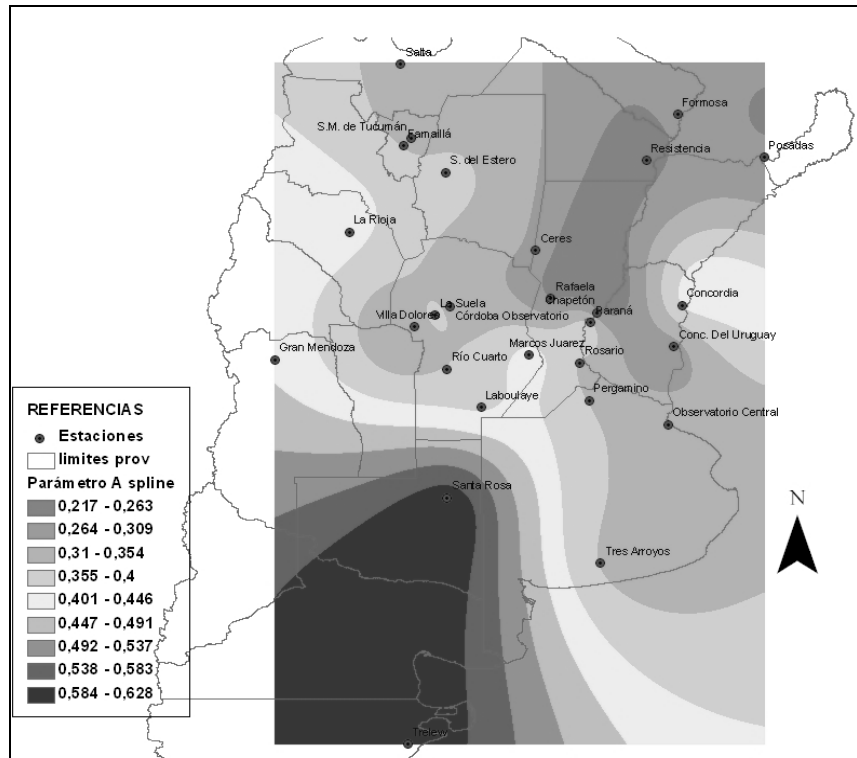 Salta
Formosa
S.M. de Tucumán
Famaillá
Resistencia
Posadas
S. del Estero
La Rioja
Ceres
Rafaela
Chapetón
Concordia
La Suela
Villa Dolores
Córdoba Observatorio
Paraná
Gran Mendoza
Marcos Juarez
Conc. Del Uruguay
Río Cuarto
Rosario
Laboulaye
Pergamino
Observatorio Central
REFERENCIAS
Estaciones
limites prov
Parámetro A spline
0,217 - 0,263
0,264 - 0,309
0,31 - 0,354
0,355 - 0,4
0,401 - 0,446
0,447 - 0,491
0,492 - 0,537
0,538 - 0,583
0,584 - 0,628
Santa Rosa
N
Tres Arroyos
Trelew